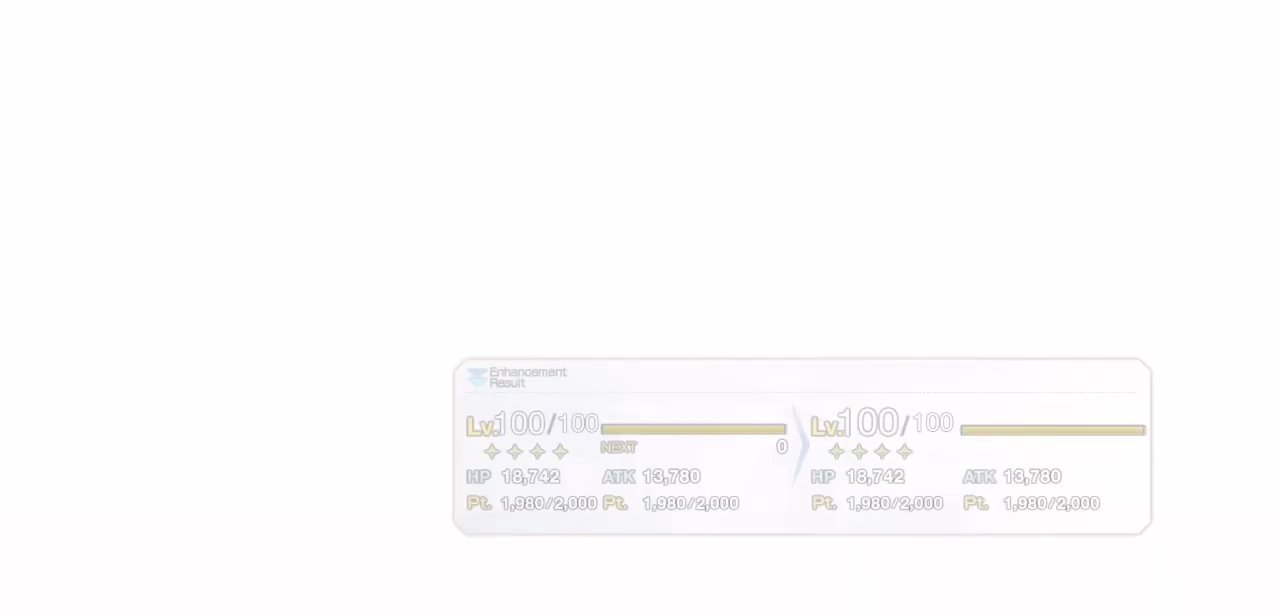 Enhancement
Result
Lv.100/100 Lv.100/100
NEXT 0
HP 18,742 ATK 13,780 HP 18,742 ATK 13,780
Pt. 1,980/2,000 Pt. 1,980/2,000 Pt. 1,980/2,000 Pt. 1,980/2,000